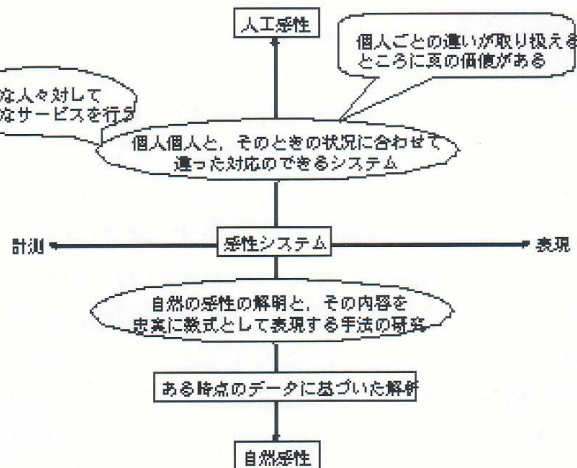 人工感性
個人ごとの違いが取り扱える
ところに真の価値がある
な人々対して
なサービスを行う
個人個人と，そのときの状況に合わせて
違った対応のできるシステム
計測
感性システム
表現
自然の感性の解明と，その内容を
忠実に数式として表現する手法の研究
ある時点のデータに基づいた解析
自然感性